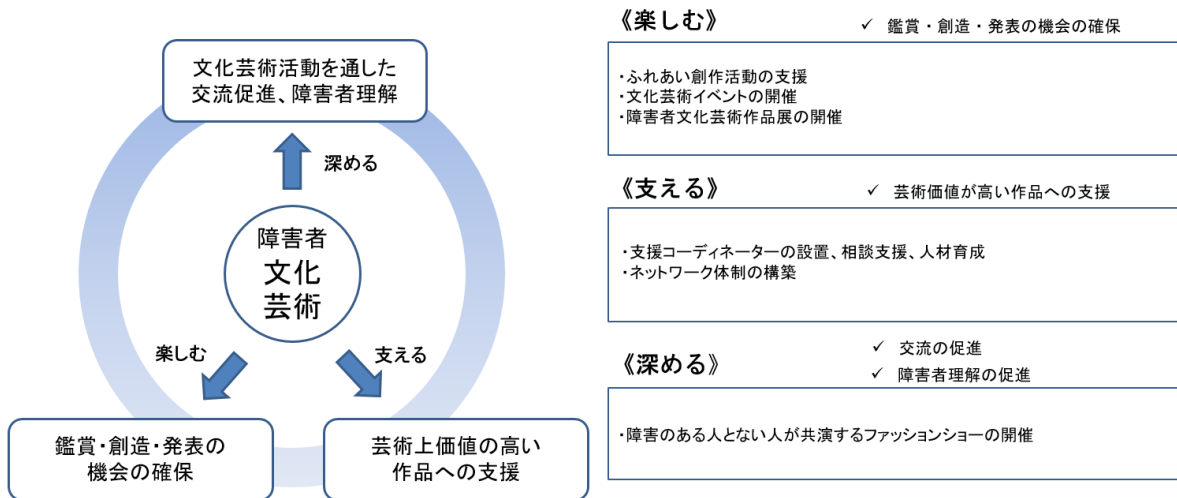 文化芸術活動を通した
交流促進、障害者理解
深める
障害者
文化
芸術
楽しむ
支える
鑑賞・創造・発表の
機会の確保
芸術上価値の高い
作品への支援
《楽しむ》
✓ 鑑賞・創造・発表の機会の確保
・ふれあい創作活動の支援
・文化芸術イベントの開催
・障害者文化芸術作品展の開催
《支える》
✓ 芸術価値が高い作品への支援
・支援コーディネーターの設置、相談支援、人材育成
・ネットワーク体制の構築
《深める》
✓ 交流の促進
✓ 障害者理解の促進
・障害のある人とない人が共演するファッションショーの開催